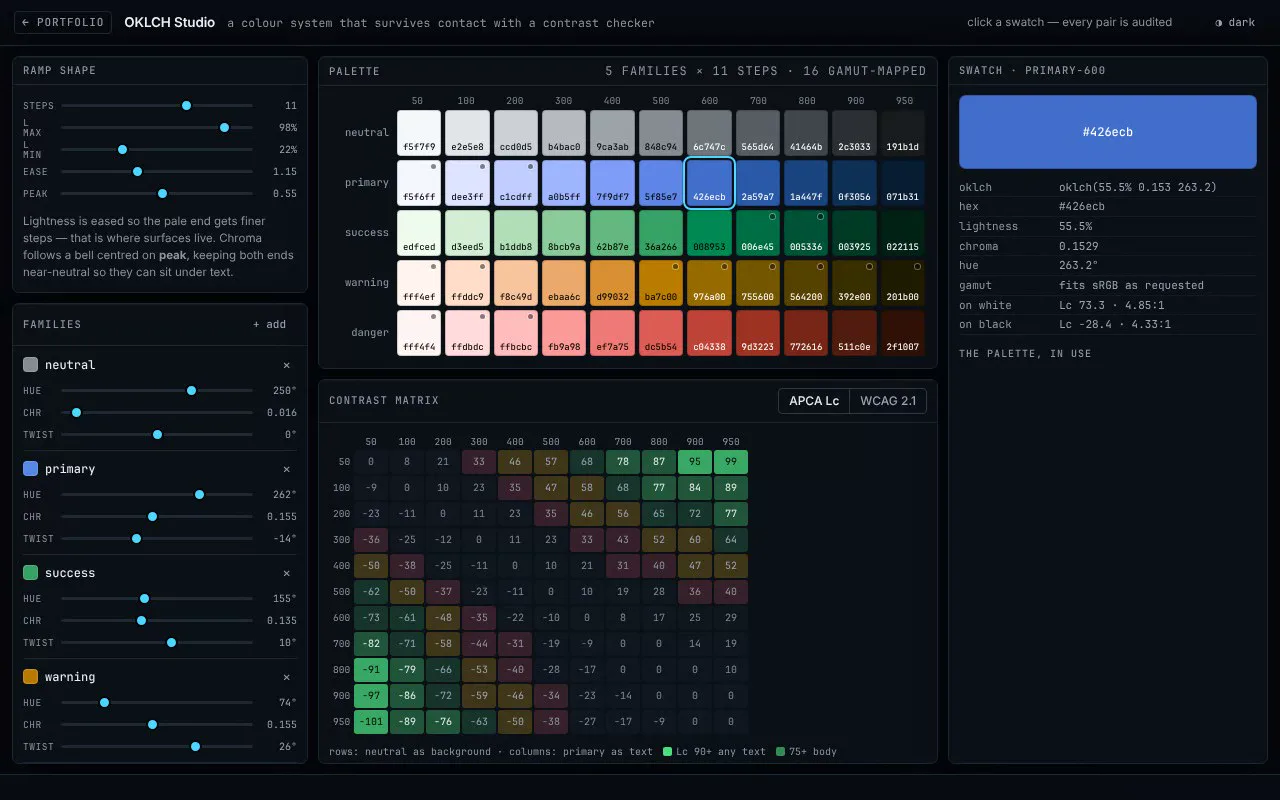 ← PORTFOLIO OKLCH Studio a colour system that survives contact with a contrast checker click a swatch — every pair is audited ◑ dark
RAMP SHAPE
STEPS 11
L MAX 98%
L MIN 22%
EASE 1.15
PEAK 0.55
Lightness is eased so the pale end gets finer
steps — that is where surfaces live. Chroma
follows a bell centred on peak, keeping both ends
near-neutral so they can sit under text.
FAMILIES + add
neutral ×
HUE 250°
CHR 0.016
TWIST 0°
primary ×
HUE 262°
CHR 0.155
TWIST -14°
success ×
HUE 155°
CHR 0.135
TWIST 10°
warning ×
HUE 74°
CHR 0.155
TWIST 26°
PALETTE 5 FAMILIES × 11 STEPS · 16 GAMUT-MAPPED
50 100 200 300 400 500 600 700 800 900 950
neutral f5f7f9 e2e5e8 ccd0d5 b4bac0 9ca3ab 848c94 6c747c 565d64 41464b 2c3033 191b1d
primary f5f6ff dee3ff c1cdff a0b5ff 7f9df7 5f85e7 426ecb 2a59a7 1a447f 0f3056 071b31
success edfced d3eed5 b1ddb8 8bcb9a 62b87e 36a266 008953 006e45 005336 003925 022115
warning fff4ef ffddc9 f8c49d ebaa6c d99032 ba7c00 976a00 755600 564200 392e00 201b00
danger fff4f4 ffdbdc ffbcbc fb9a98 ef7a75 dc5b54 c04338 9d3223 772616 511c0e 2f1007
CONTRAST MATRIX APCA Lc WCAG 2.1
50 100 200 300 400 500 600 700 800 900 950
50 0 8 21 33 46 57 68 78 87 95 99
100 -9 0 10 23 35 47 58 68 77 84 89
200 -23 -11 0 11 23 35 46 56 65 72 77
300 -36 -25 -12 0 11 23 33 43 52 60 64
400 -50 -38 -25 -11 0 10 21 31 40 47 52
500 -62 -50 -37 -23 -11 0 10 19 28 36 40
600 -73 -61 -48 -35 -22 -10 0 8 17 25 29
700 -82 -71 -58 -44 -31 -19 -9 0 0 14 19
800 -91 -79 -66 -53 -40 -28 -17 0 0 0 10
900 -97 -86 -72 -59 -46 -34 -23 -14 0 0 0
950 -101 -89 -76 -63 -50 -38 -27 -17 -9 0 0
rows: neutral as background · columns: primary as text Lc 90+ any text 75+ body
SWATCH · PRIMARY-600
#426ecb
oklch oklch(55.5% 0.153 263.2)
hex #426ecb
lightness 55.5%
chroma 0.1529
hue 263.2°
gamut fits sRGB as requested
on white Lc 73.3 · 4.85:1
on black Lc -28.4 · 4.33:1
THE PALETTE, IN USE